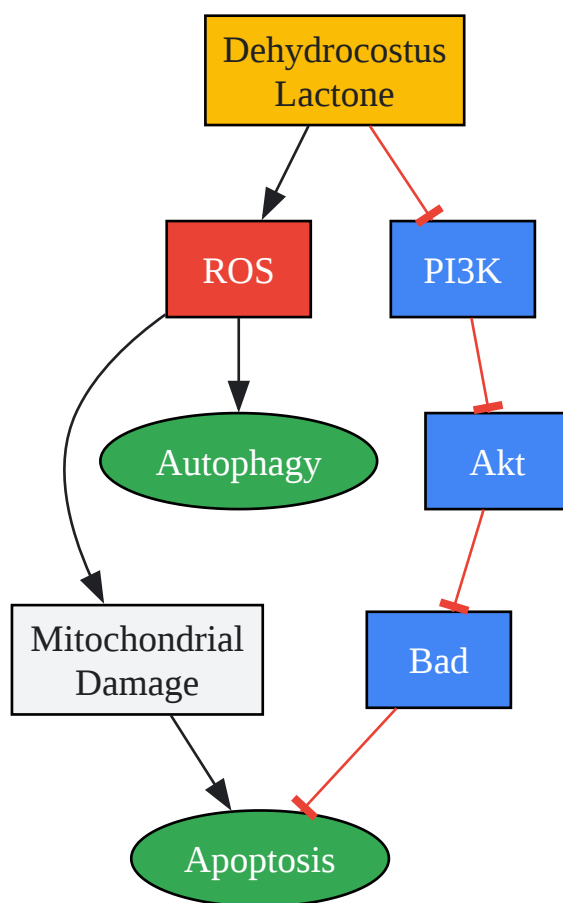 Dehydrocostus
Lactone
ROS
PI3K
Autophagy
Akt
Mitochondrial
Damage
Bad
Apoptosis